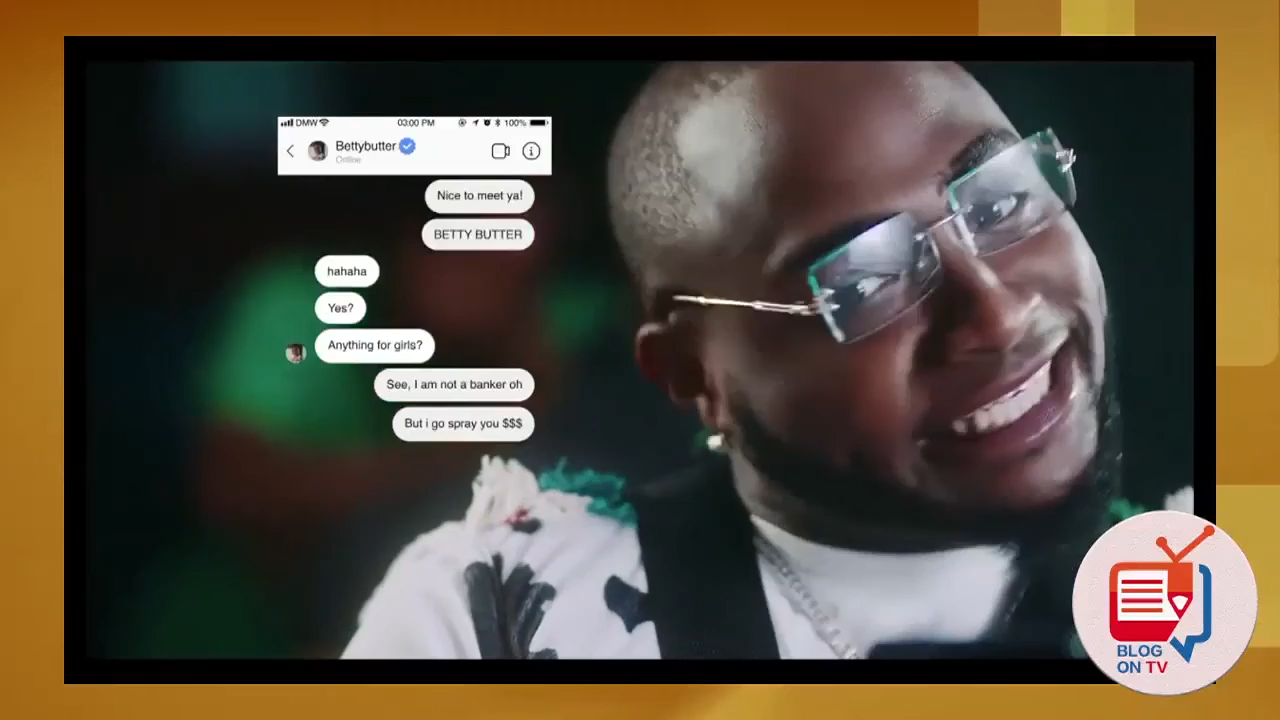 DMW 03:00 PM 100%
Bettybutter
Online
Nice to meet ya!
BETTY BUTTER
hahaha
Yes?
Anything for girls?
See, I am not a banker oh
But i go spray you $$$
BLOG
ON TV